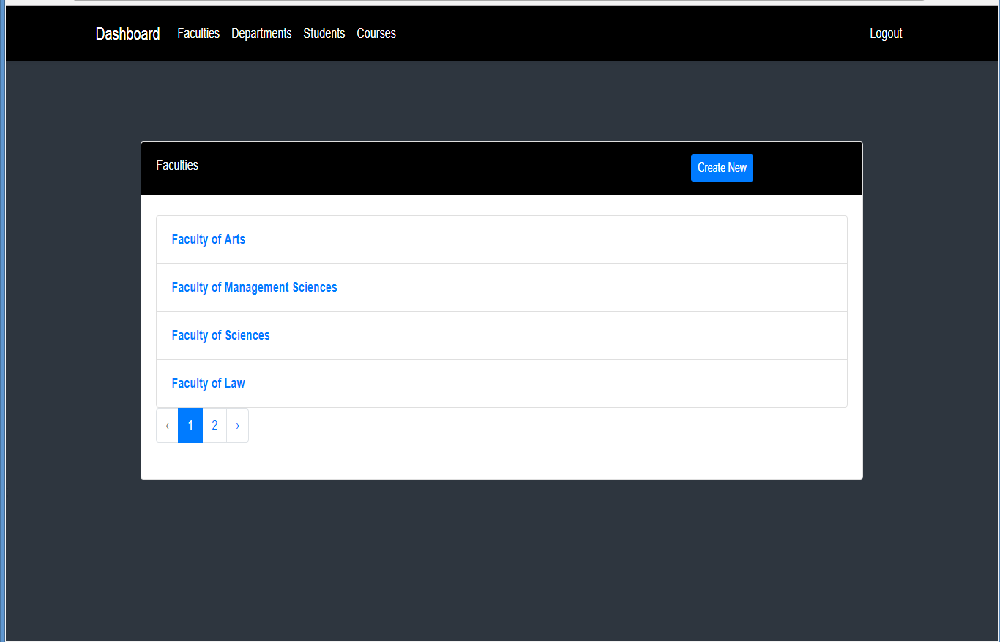 Dashboard Faculties Departments Students Courses Logout
Faculties Create New
Faculty of Arts
Faculty of Management Sciences
Faculty of Sciences
Faculty of Law
‹ 1 2 ›